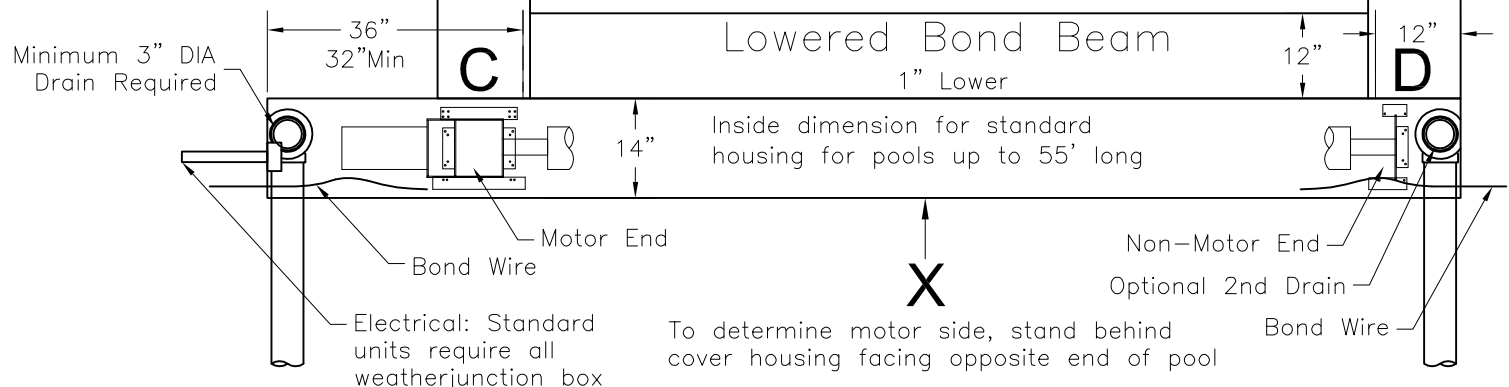 36"
32"Min
Minimum 3" DIA
Drain Required
C
Lowered Bond Beam
1" Lower
12"
12"
D
14"
Inside dimension for standard
housing for pools up to 55' long
Motor End
Bond Wire
Electrical: Standard
units require all
weatherjunction box
X
To determine motor side, stand behind
cover housing facing opposite end of pool
Non-Motor End
Optional 2nd Drain
Bond Wire